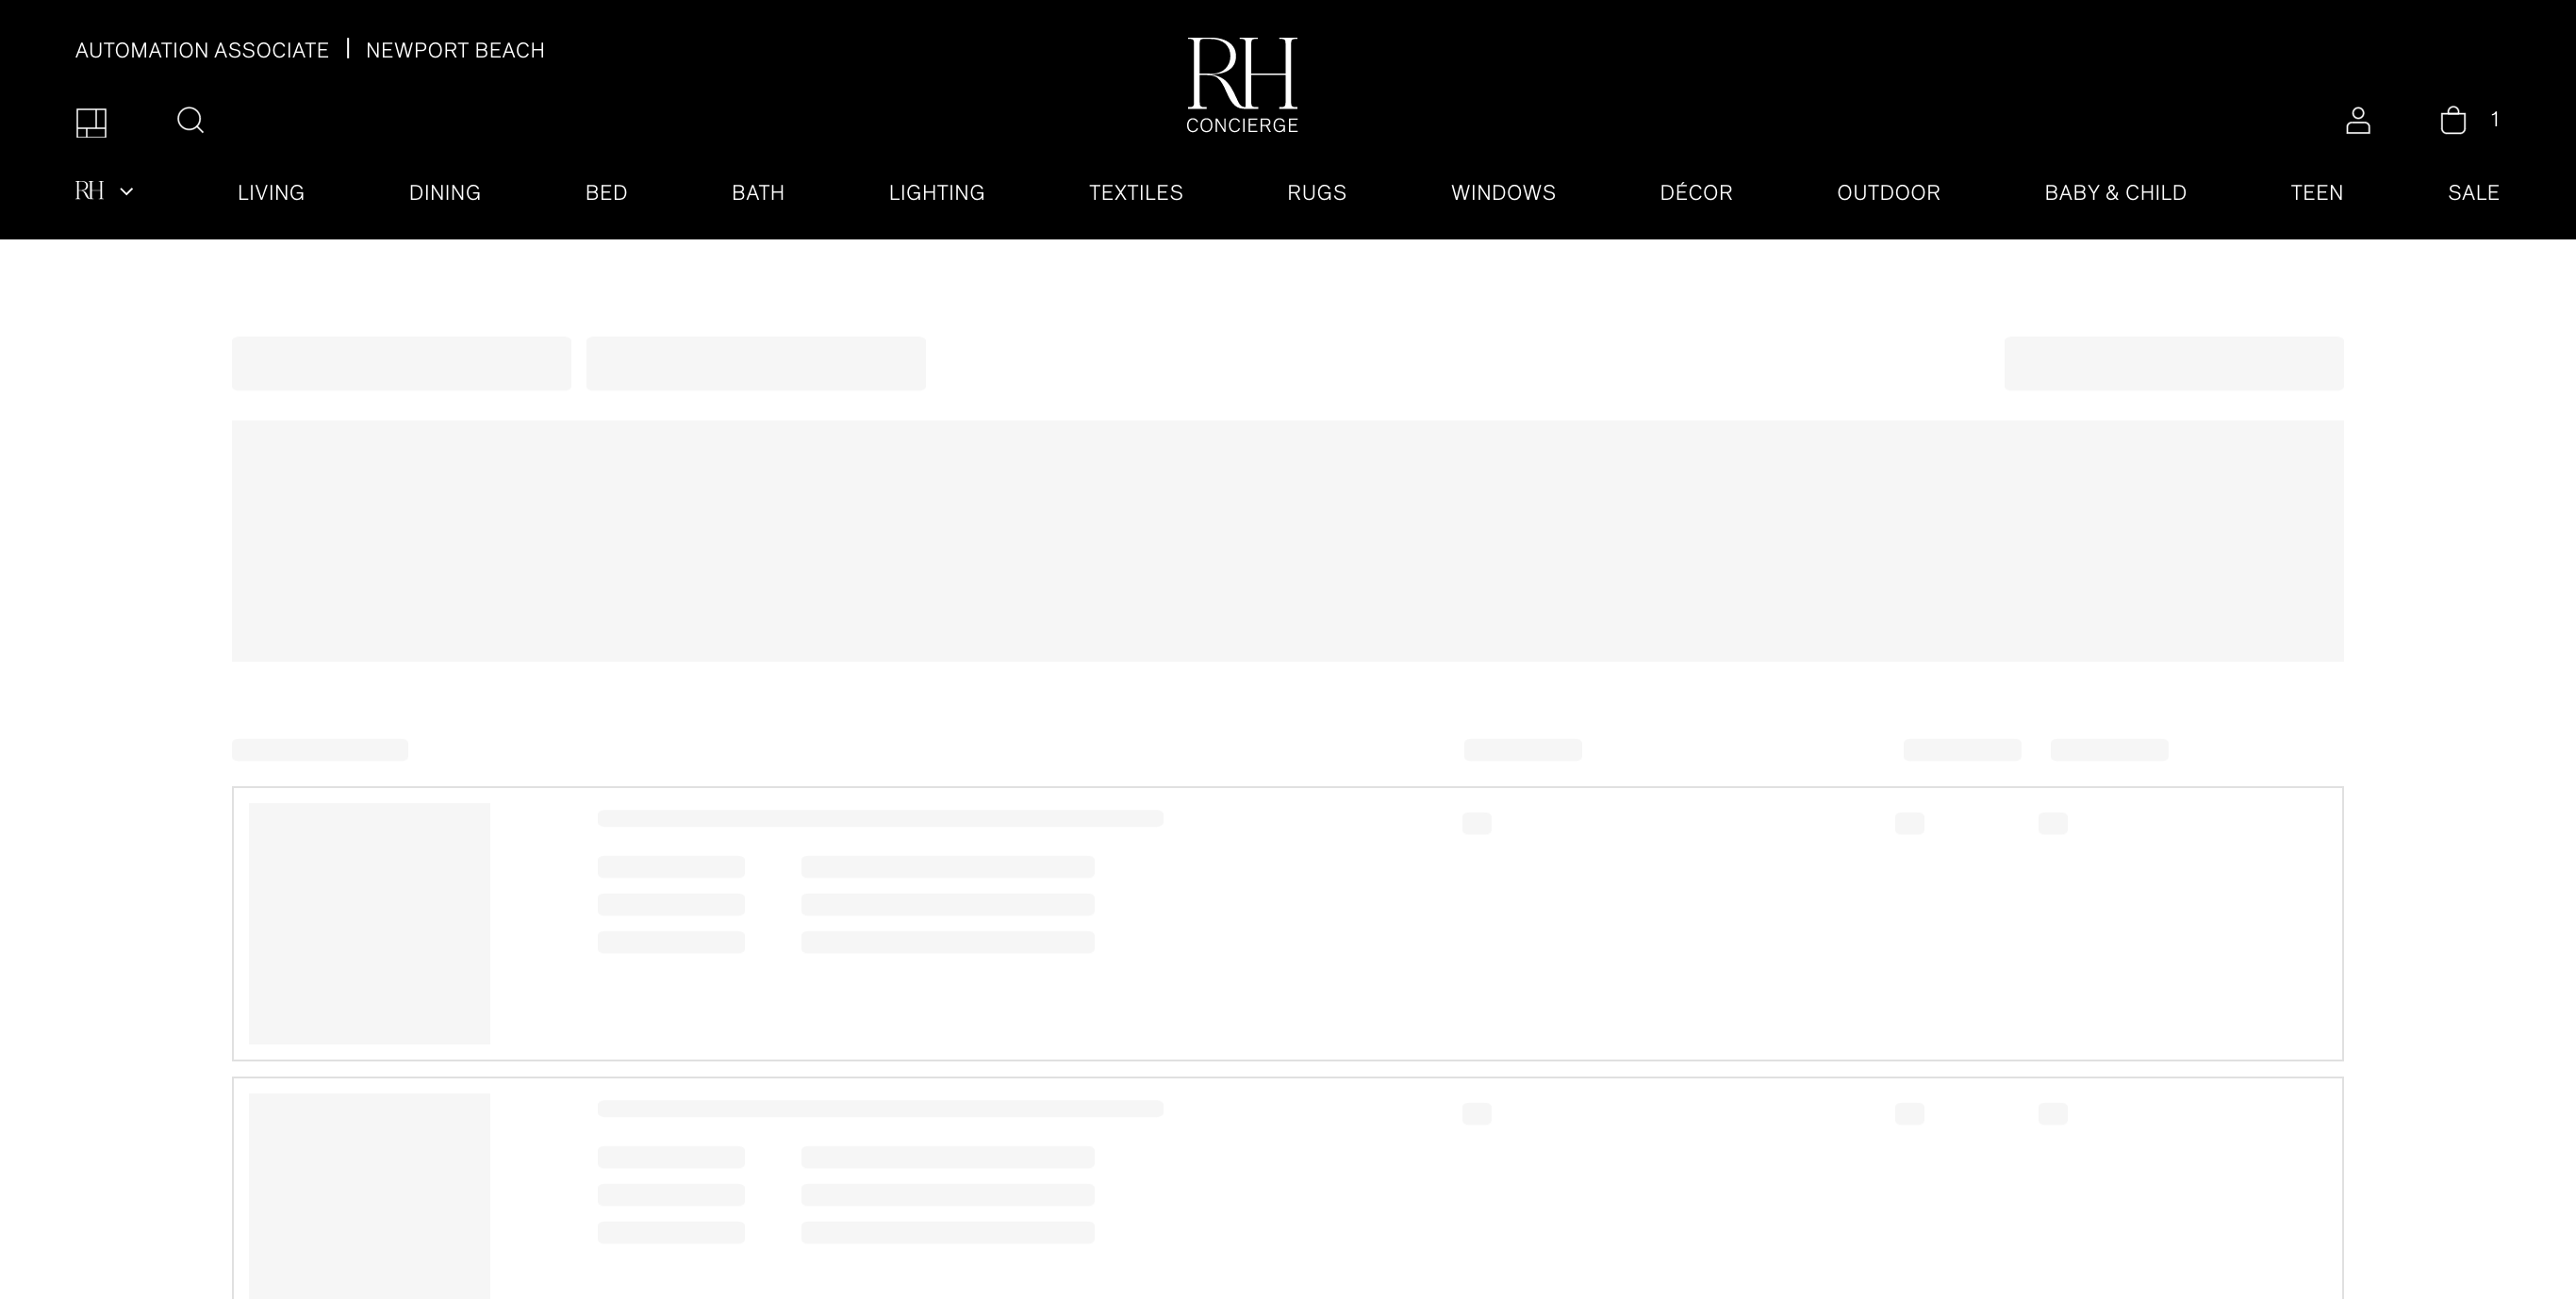 AUTOMATION ASSOCIATE | NEWPORT BEACH
RH
CONCIERGE
1
RH LIVING DINING BED BATH LIGHTING TEXTILES RUGS WINDOWS DÉCOR OUTDOOR BABY & CHILD TEEN SALE